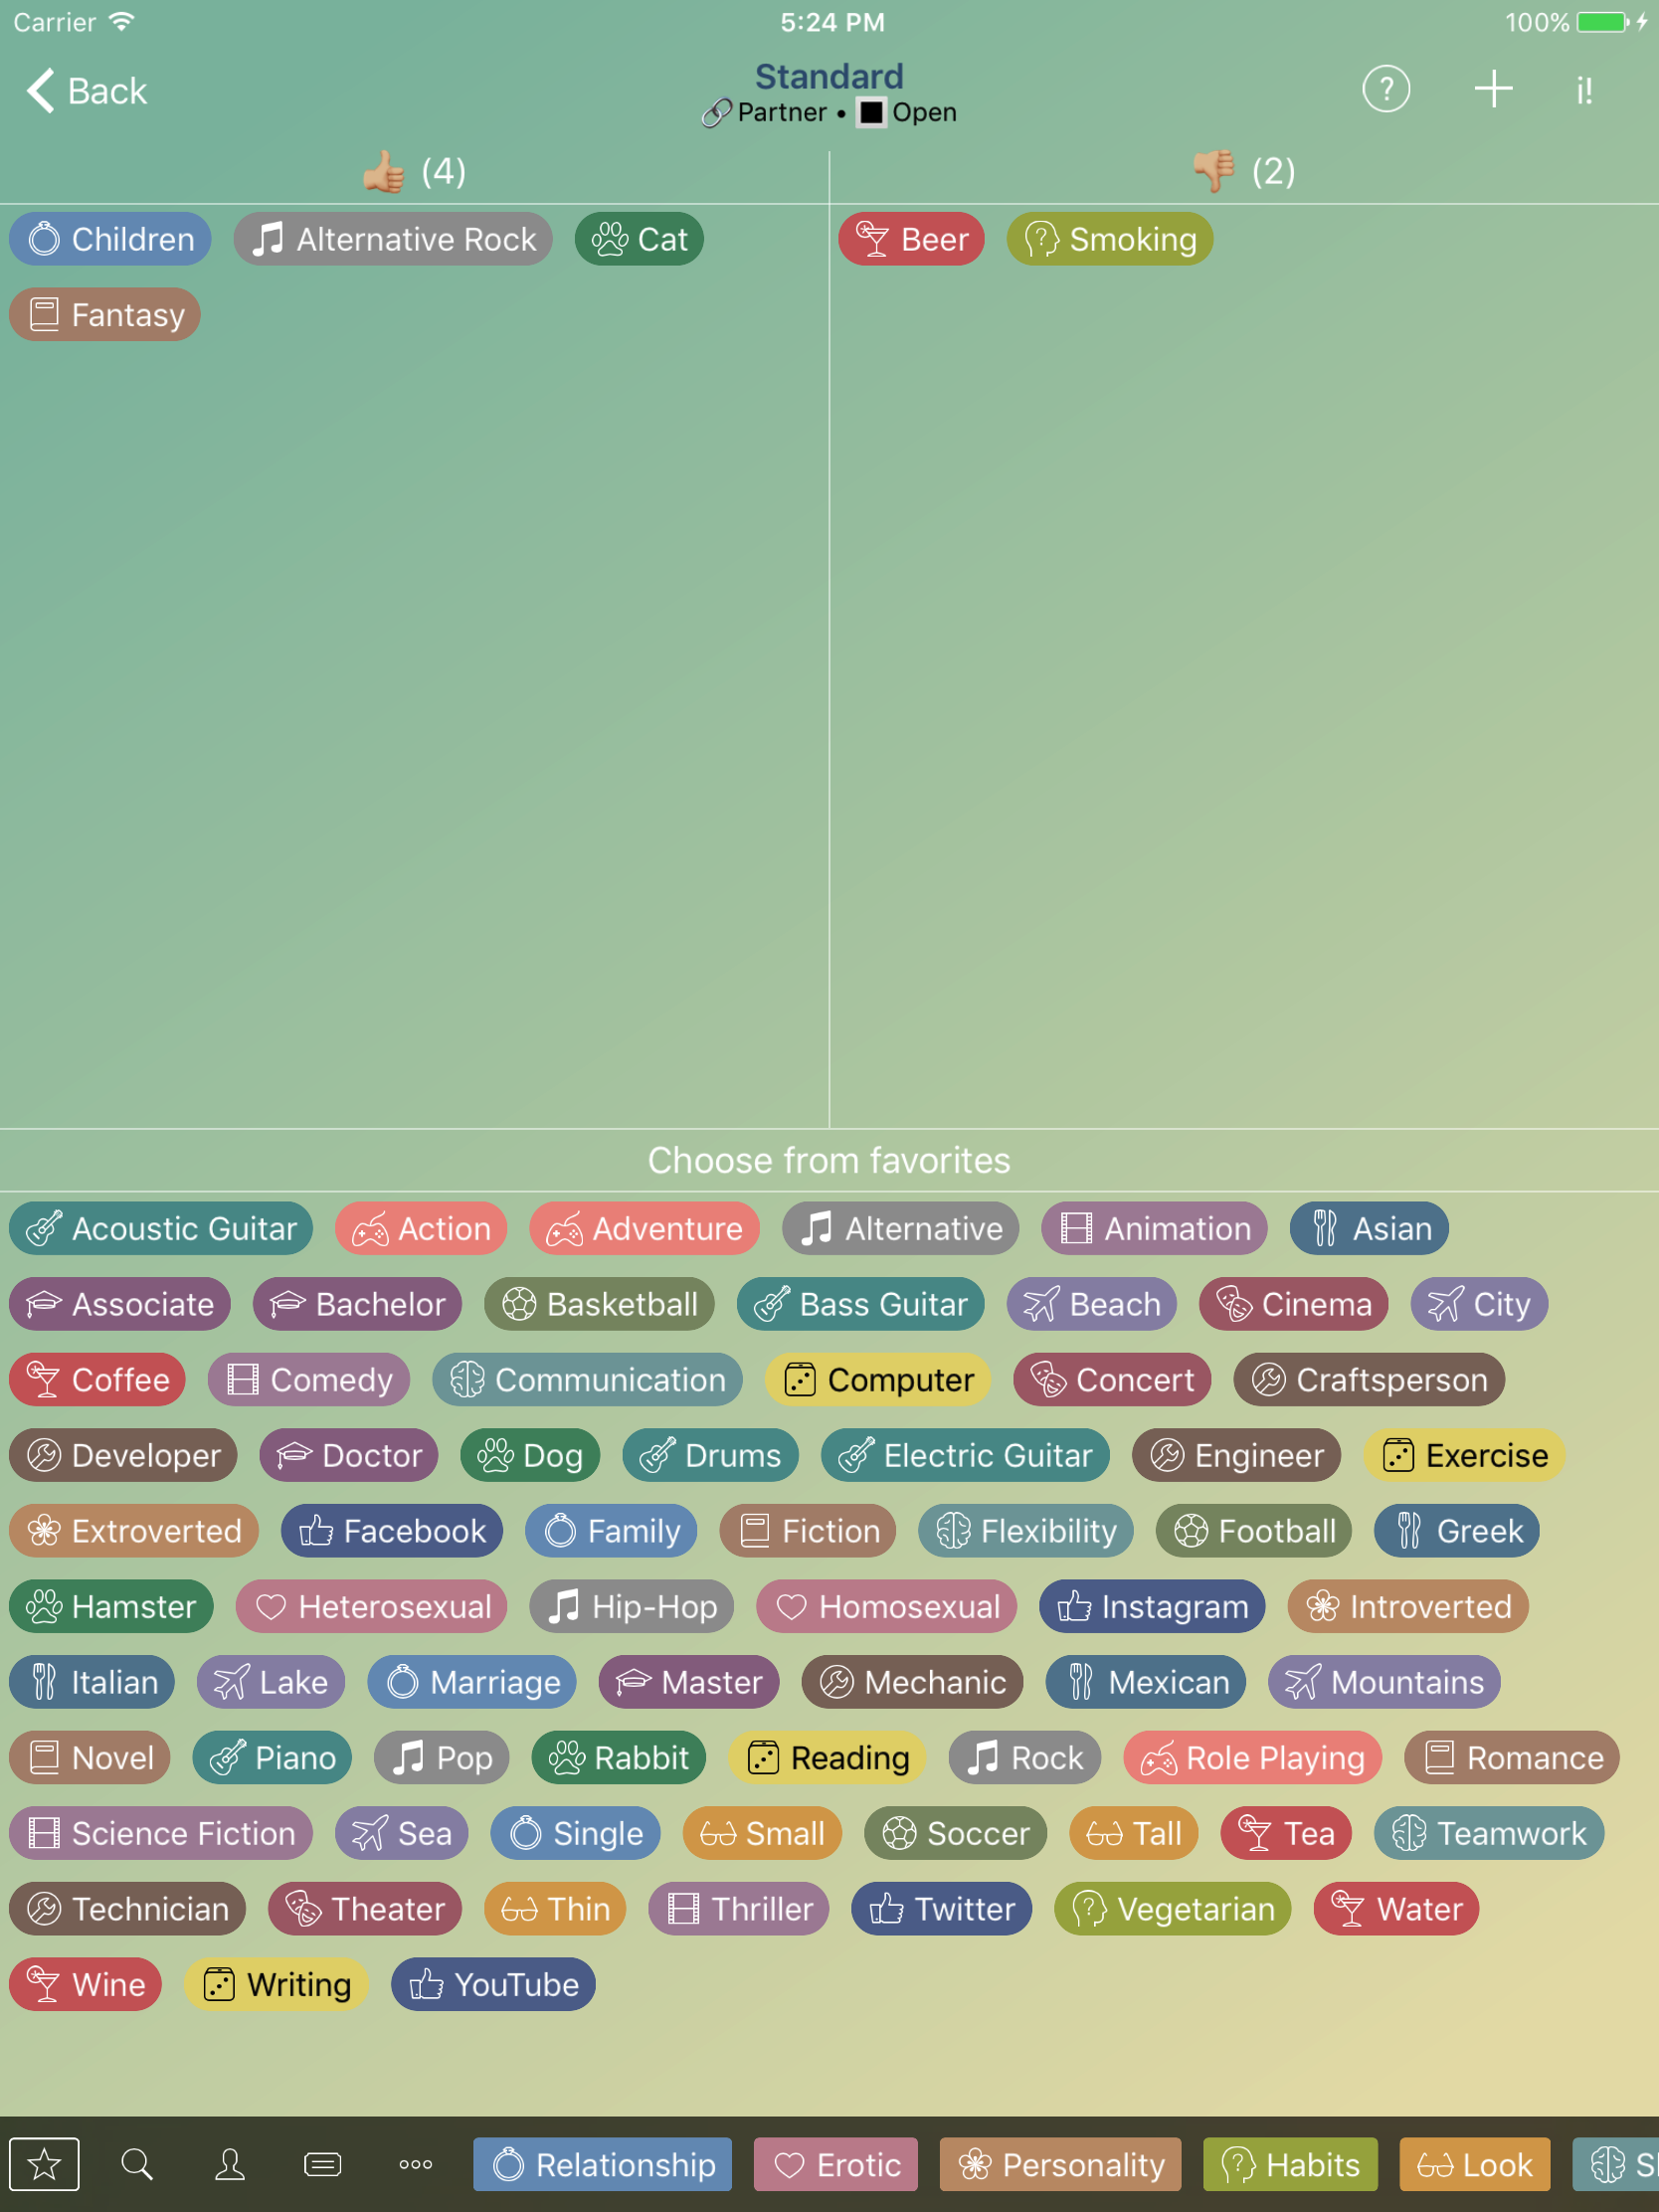 Carrier 5:24 PM 100%
Back Standard ? i!
Partner • Open
(4) (2)
Children Alternative Rock Cat Beer Smoking
Fantasy
Choose from favorites
Acoustic Guitar Action Adventure Alternative Animation Asian
Associate Bachelor Basketball Bass Guitar Beach Cinema City
Coffee Comedy Communication Computer Concert Craftsperson
Developer Doctor Dog Drums Electric Guitar Engineer Exercise
Extroverted Facebook Family Fiction Flexibility Football Greek
Hamster Heterosexual Hip-Hop Homosexual Instagram Introverted
Italian Lake Marriage Master Mechanic Mexican Mountains
Novel Piano Pop Rabbit Reading Rock Role Playing Romance
Science Fiction Sea Single Small Soccer Tall Tea Teamwork
Technician Theater Thin Thriller Twitter Vegetarian Water
Wine Writing YouTube
Relationship Erotic Personality Habits Look